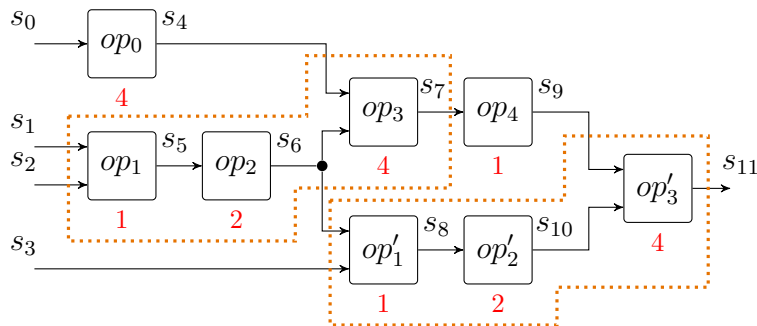 s₀ s₄
op₀
4
s₇ s₉
op₃ op₄
4 1
s₁ s₅ s₆
s₂ op₁ op₂
1 2
s₁₁
op′₃
4
s₃ s₈ s₁₀
op′₁ op′₂
1 2